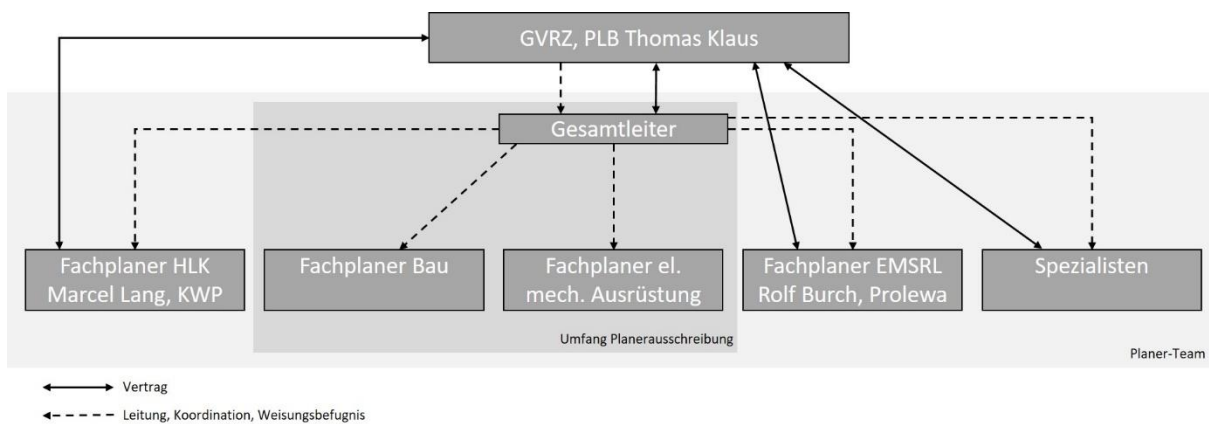 GVRZ, PLB Thomas Klaus
Gesamtleiter
Fachplaner HLK
Marcel Lang, KWP
Fachplaner Bau
Fachplaner el.
mech. Ausrüstung
Fachplaner EMSRL
Rolf Burch, Prolewa
Spezialisten
Umfang Planerausschreibung
Planer-Team
Vertrag
Leitung, Koordination, Weisungsbefugnis